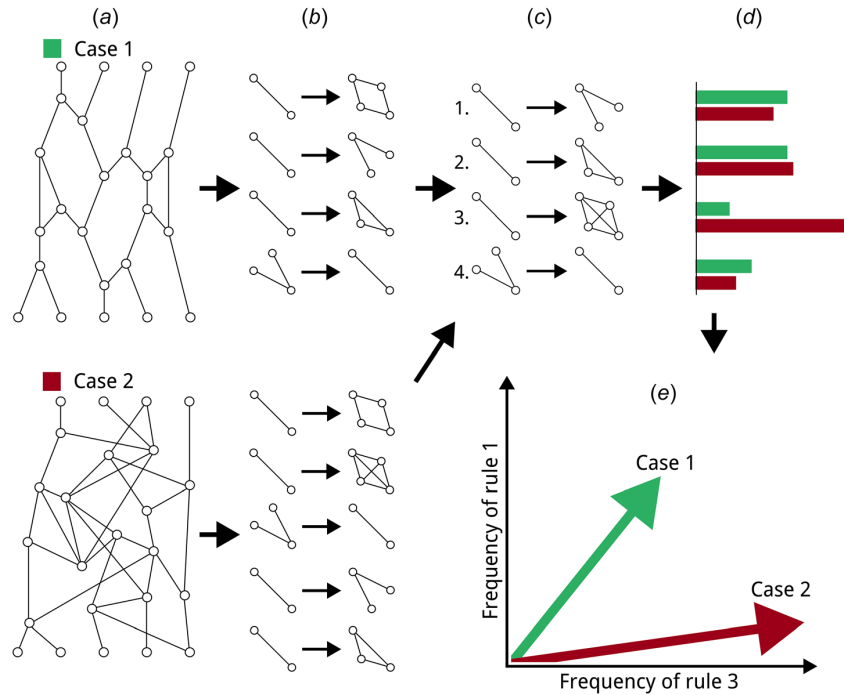 (a)
(b)
(c)
(d)
Case 1
1.
2.
3.
4.
Case 2
(e)
Case 1
Case 2
Frequency of rule 1
Frequency of rule 3